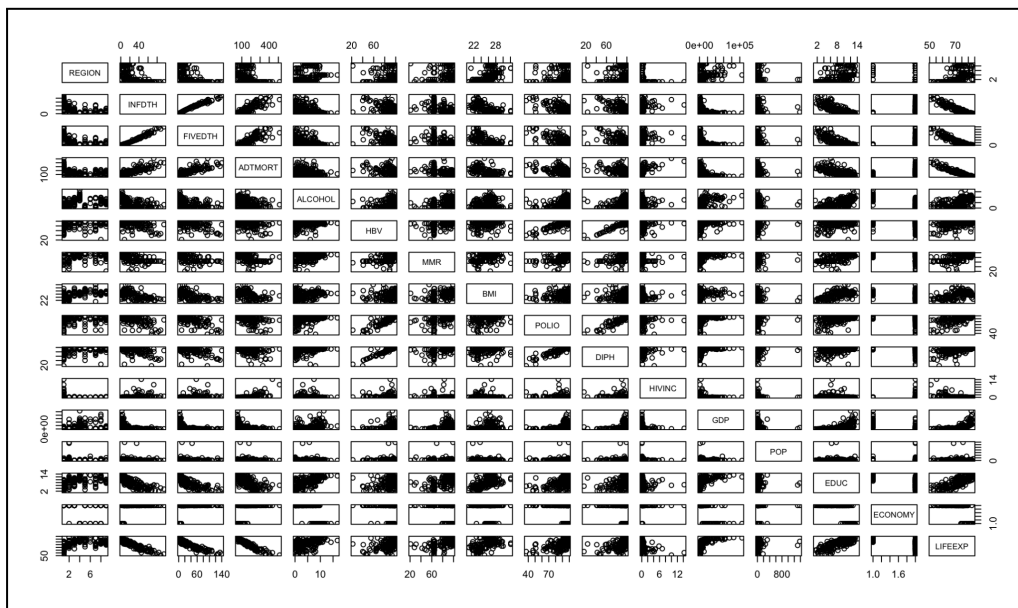 0 40 100 400 20 60 22 28 20 60 0e+00 1e+05 2 8 14 50 70
REGION 2
0 INFDTH
FIVEDTH 0
100 ADTMORT
ALCOHOL 0
20 HBV
MMR 20
22 BMI
POLIO 40
20 DIPH
HIVINC 0 14
0e+00 GDP
POP 0
2 14 EDUC
ECONOMY 1.0
50 LIFEEXP
2 6 0 60 140 0 10 20 60 40 70 0 6 12 0 800 1.0 1.6